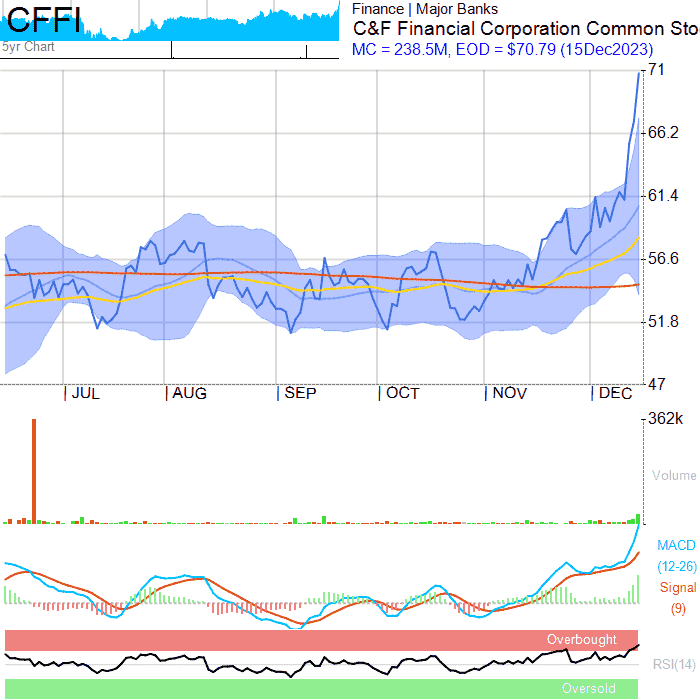 CFFI
5yr Chart
Finance | Major Banks
C&F Financial Corporation Common Sto
MC = 238.5M, EOD = $70.79 (15Dec2023)
71
66.2
61.4
56.6
51.8
47
JUL AUG SEP OCT NOV DEC
362k
Volume
MACD
(12-26)
Signal
(9)
Overbought
RSI(14)
Oversold